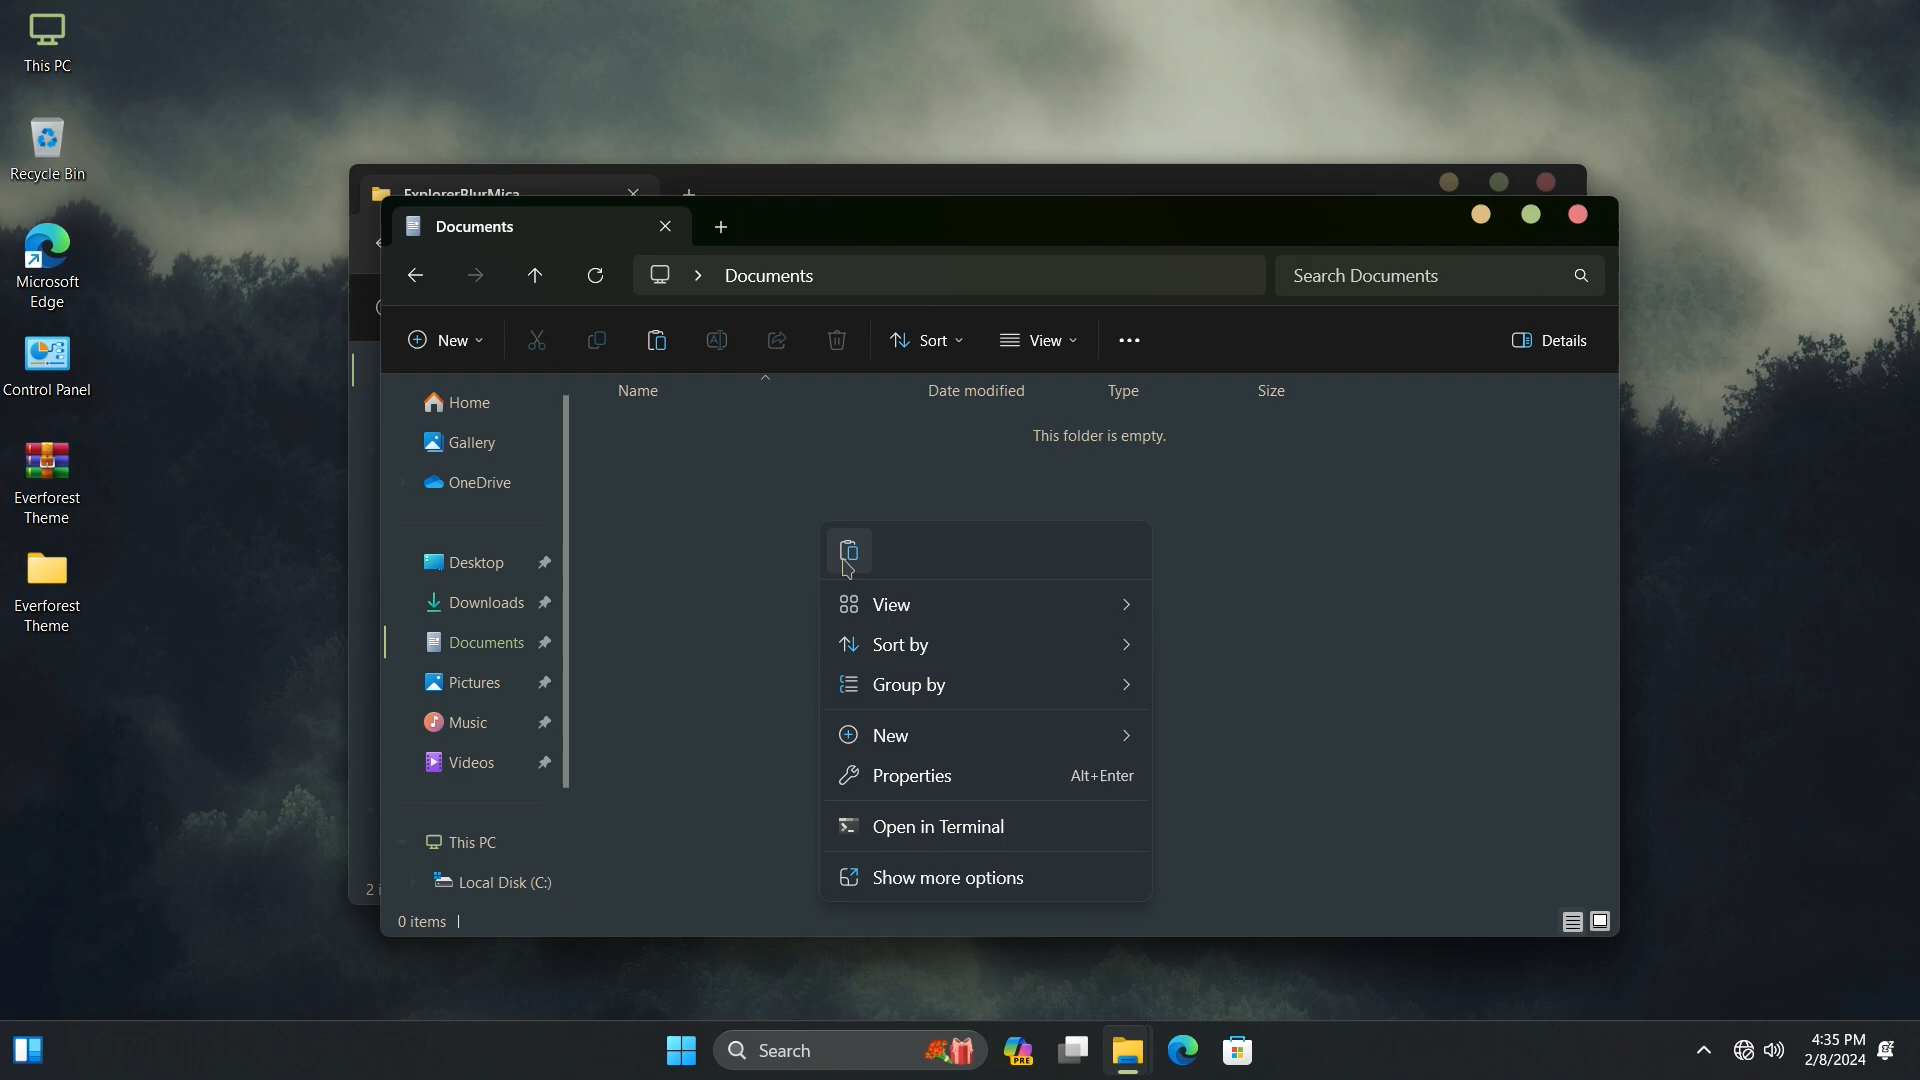 This PC
Recycle Bin
Microsoft
Edge
Control Panel
Everforest
Theme
Everforest
Theme
ExplorerBlurMica
Documents
Documents
Search Documents
New
Sort
View
Details
Name
Date modified
Type
Size
This folder is empty.
Home
Gallery
OneDrive
Desktop
Downloads
Documents
Pictures
Music
Videos
This PC
Local Disk (C:)
View
Sort by
Group by
New
Properties
Alt+Enter
Open in Terminal
Show more options
2 i
0 items
Search
PRE
4:35 PM
2/8/2024